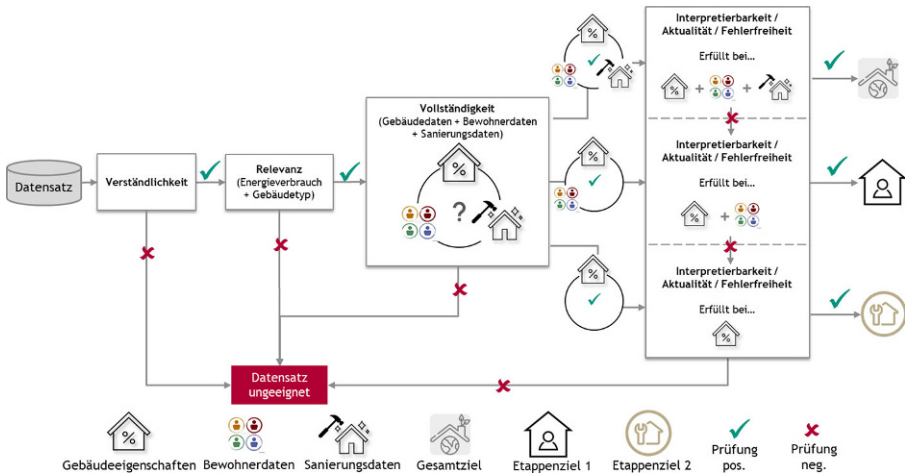 Datensatz
Verständlichkeit
Relevanz
(Energieverbrauch
+ Gebäudetyp)
Vollständigkeit
(Gebäudedaten + Bewohnerdaten
+ Sanierungsdaten)
%
?
%
%
%
Interpretierbarkeit /
Aktualität / Fehlerfreiheit
Erfüllt bei...
% + +
Interpretierbarkeit /
Aktualität / Fehlerfreiheit
Erfüllt bei...
% +
Interpretierbarkeit /
Aktualität / Fehlerfreiheit
Erfüllt bei...
%
Datensatz
ungeeignet
%
Gebäudeeigenschaften
Bewohnerdaten
Sanierungsdaten
Gesamtziel
Etappenziel 1
Etappenziel 2
Prüfung
pos.
Prüfung
neg.